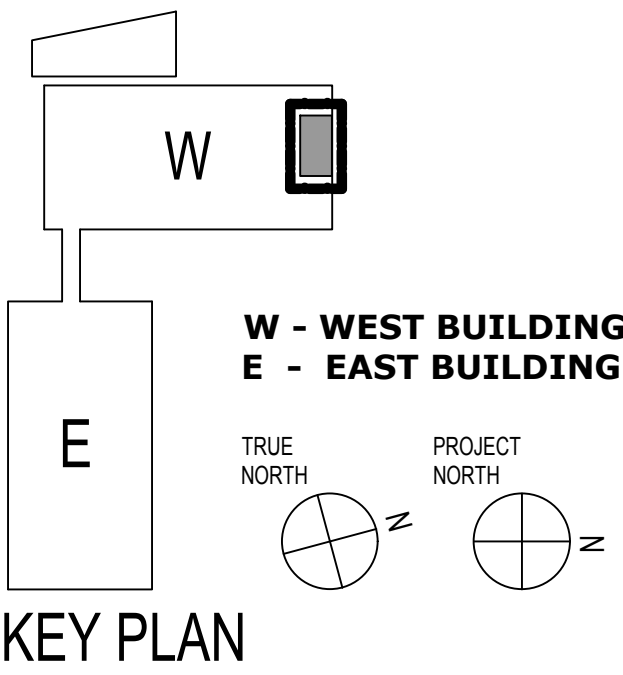 W
W - WEST BUILDING
E - EAST BUILDING
E
TRUE
NORTH
N
PROJECT
NORTH
N
KEY PLAN